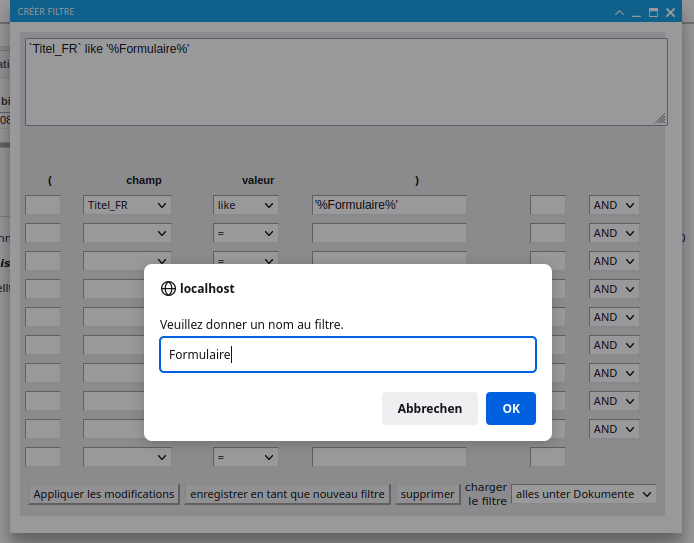 CRÉER FILTRE
`Titel_FR` like '%Formulaire%'
( champ valeur )
Titel_FR like '%Formulaire%' AND
= AND
= AND
AND
AND
AND
AND
AND
AND
=
localhost
Veuillez donner un nom au filtre.
Formulaire
Abbrechen OK
Appliquer les modifications enregistrer en tant que nouveau filtre supprimer charger le filtre alles unter Dokumente